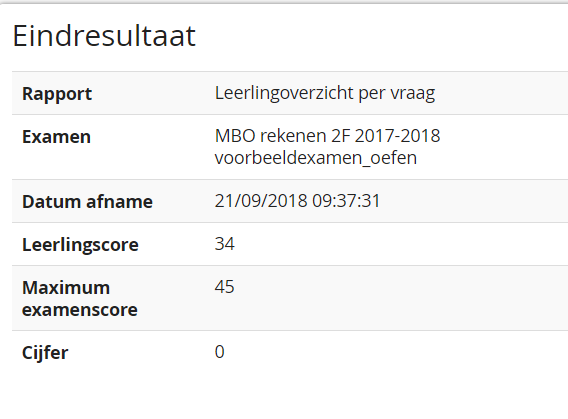 Eindresultaat
Rapport Leerlingoverzicht per vraag
Examen MBO rekenen 2F 2017-2018
voorbeeldexamen_oefen
Datum afname 21/09/2018 09:37:31
Leerlingscore 34
Maximum 45
examenscore
Cijfer 0